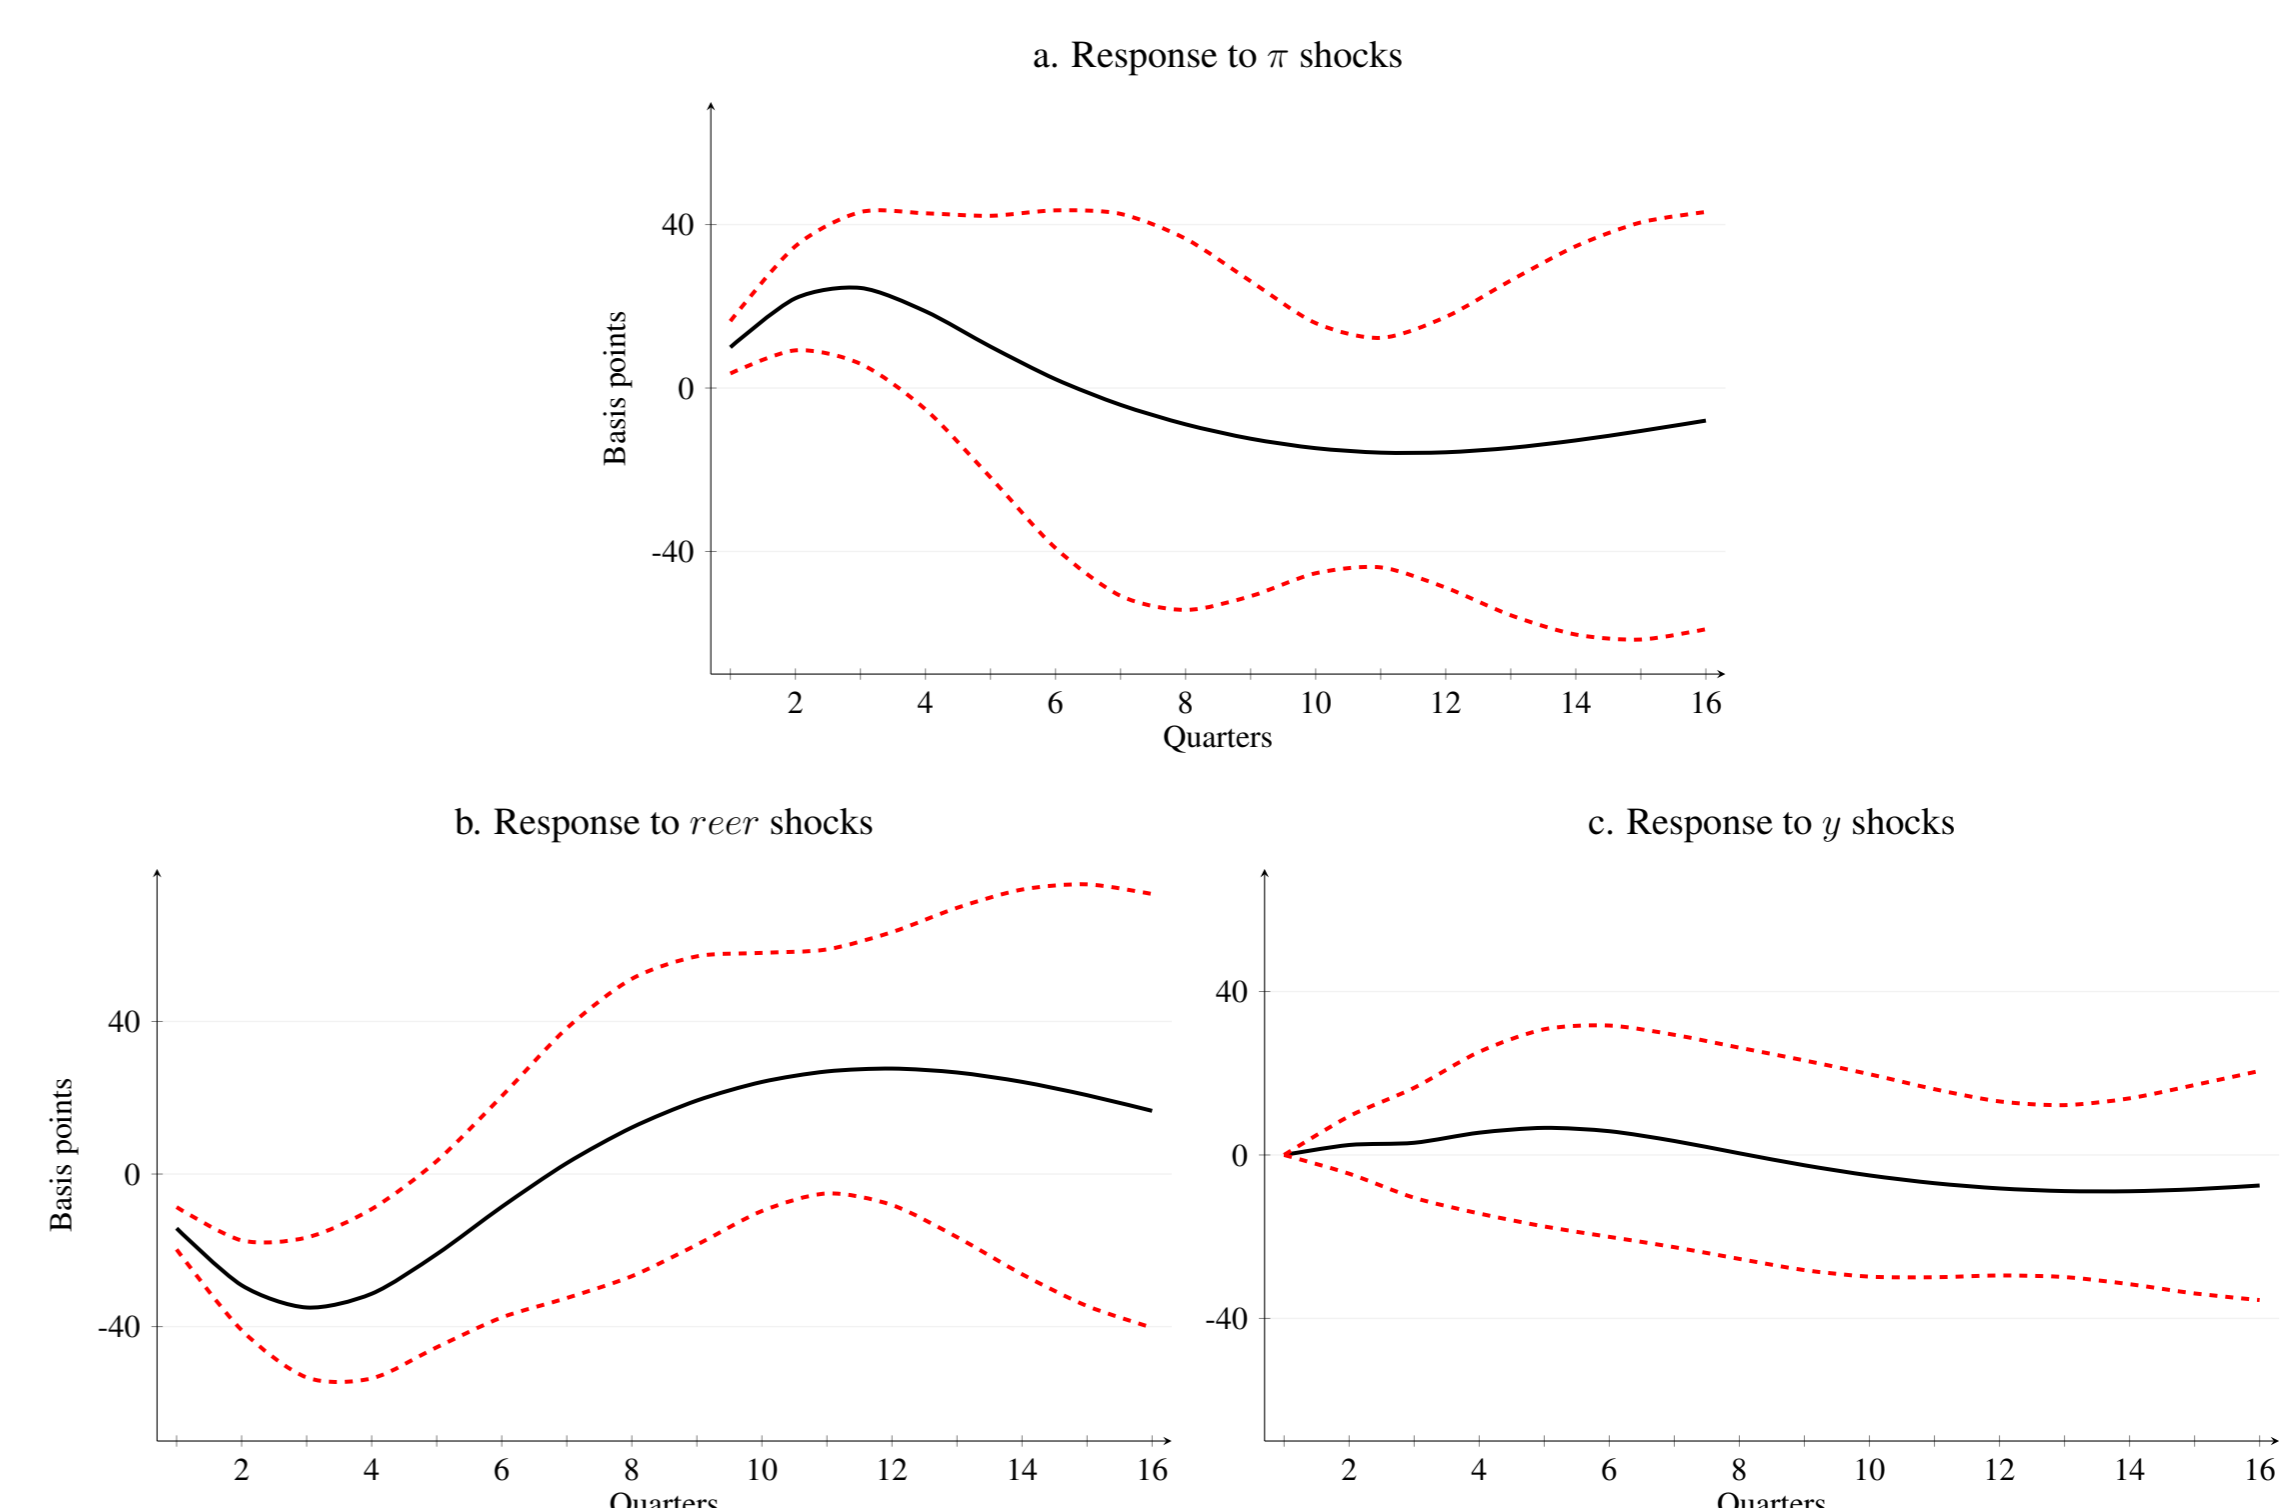 a. Response to π shocks
40
0
-40
Basis points
2 4 6 8 10 12 14 16
Quarters
b. Response to reer shocks
40
0
-40
Basis points
2 4 6 8 10 12 14 16
Quarters
c. Response to y shocks
40
0
-40
2 4 6 8 10 12 14 16
Quarters